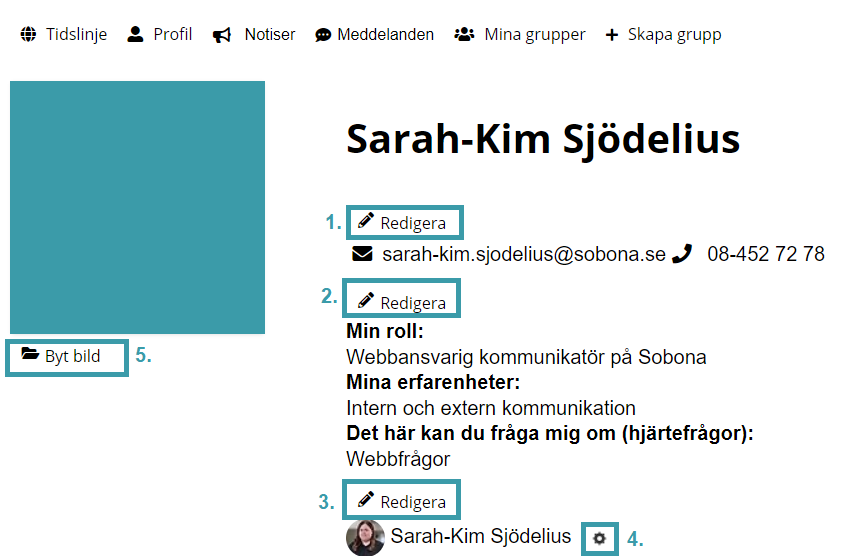 Tidslinje Profil Notiser Meddelanden Mina grupper Skapa grupp
Sarah-Kim Sjödelius
1. Redigera
sarah-kim.sjodelius@sobona.se 08-452 72 78
2. Redigera
Min roll:
Webbansvarig kommunikatör på Sobona
Byt bild 5.
Mina erfarenheter:
Intern och extern kommunikation
Det här kan du fråga mig om (hjärtefrågor):
Webbfrågor
3. Redigera
Sarah-Kim Sjödelius 4.